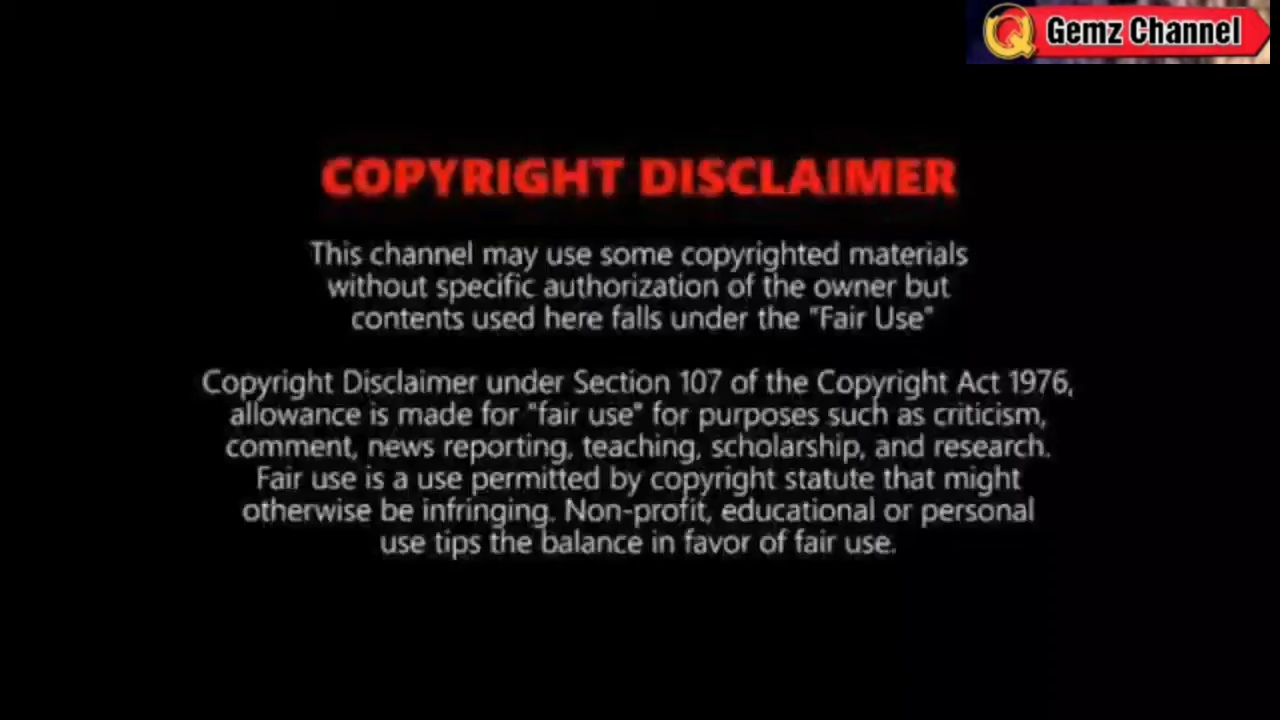 Gemz Channel
COPYRIGHT DISCLAIMER
This channel may use some copyrighted materials
without specific authorization of the owner but
contents used here falls under the "Fair Use"
Copyright Disclaimer under Section 107 of the Copyright Act 1976,
allowance is made for "fair use" for purposes such as criticism,
comment, news reporting, teaching, scholarship, and research.
Fair use is a use permitted by copyright statute that might
otherwise be infringing. Non-profit, educational or personal
use tips the balance in favor of fair use.